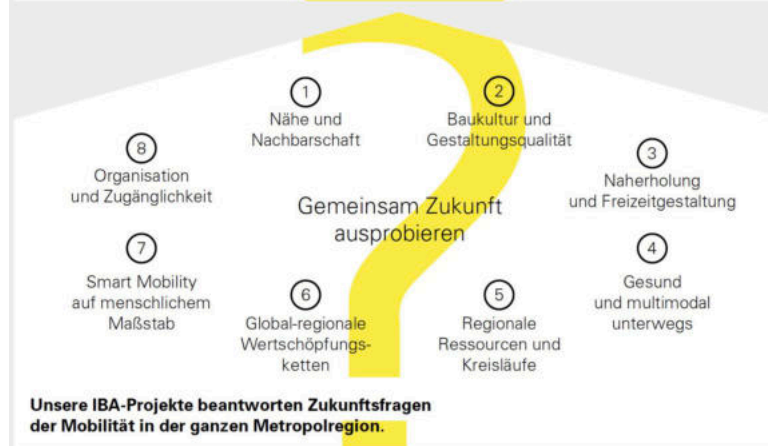 1
Nähe und
Nachbarschaft
2
Baukultur und
Gestaltungsqualität
3
Naherholung
und Freizeitgestaltung
4
Gesund
und multimodal
unterwegs
5
Regionale
Ressourcen und
Kreisläufe
6
Global-regionale
Wertschöpfungs-
ketten
7
Smart Mobility
auf menschlichem
Maßstab
8
Organisation
und Zugänglichkeit
Gemeinsam Zukunft
ausprobieren
Unsere IBA-Projekte beantworten Zukunftsfragen
der Mobilität in der ganzen Metropolregion.